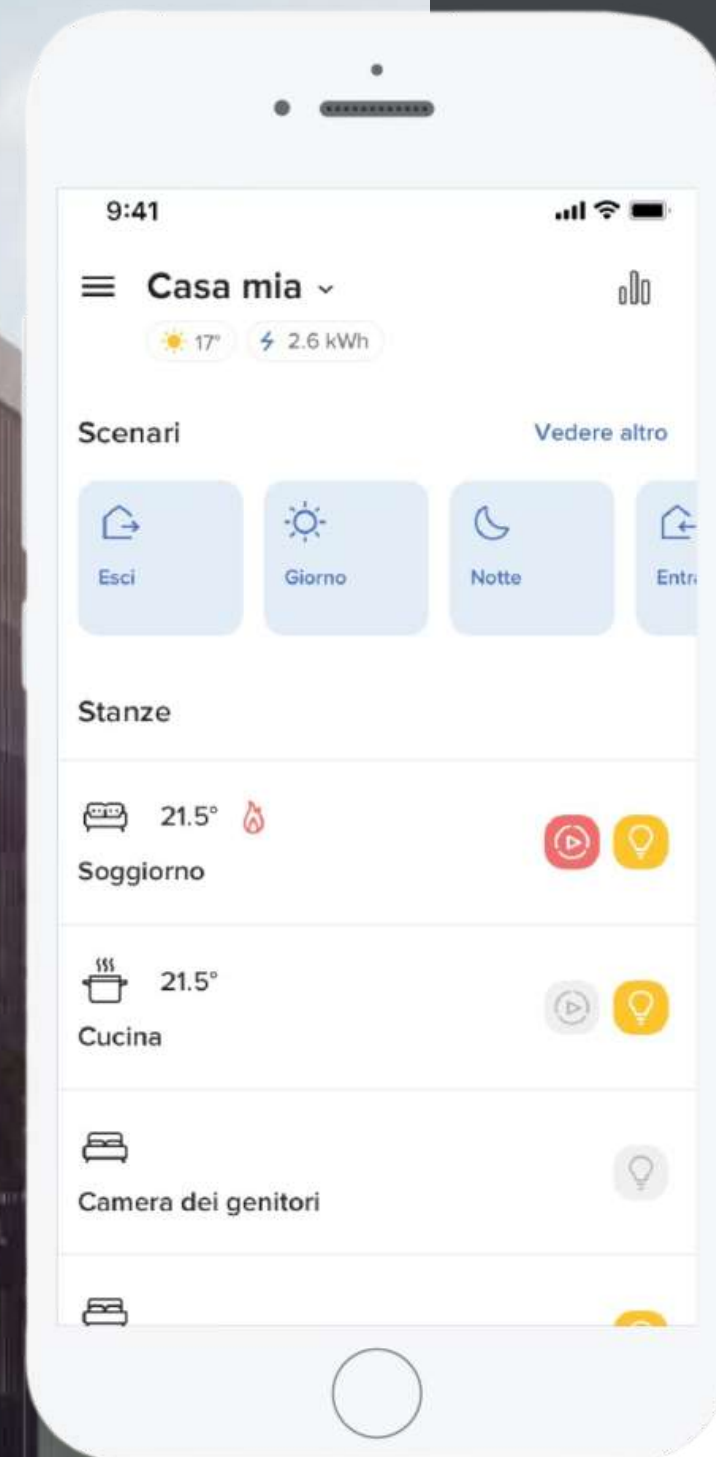 9:41
Casa mia
17° 2.6 kWh
Scenari Vedere altro
Esci Giorno Notte
Stanze
21.5°
Soggiorno
21.5°
Cucina
Camera dei genitori